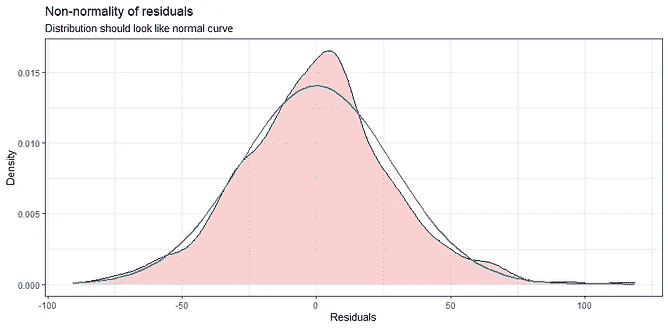 Non-normality of residuals
Distribution should look like normal curve
0.015
0.010
0.005
0.000
Density
-100
-50
0
50
100
Residuals